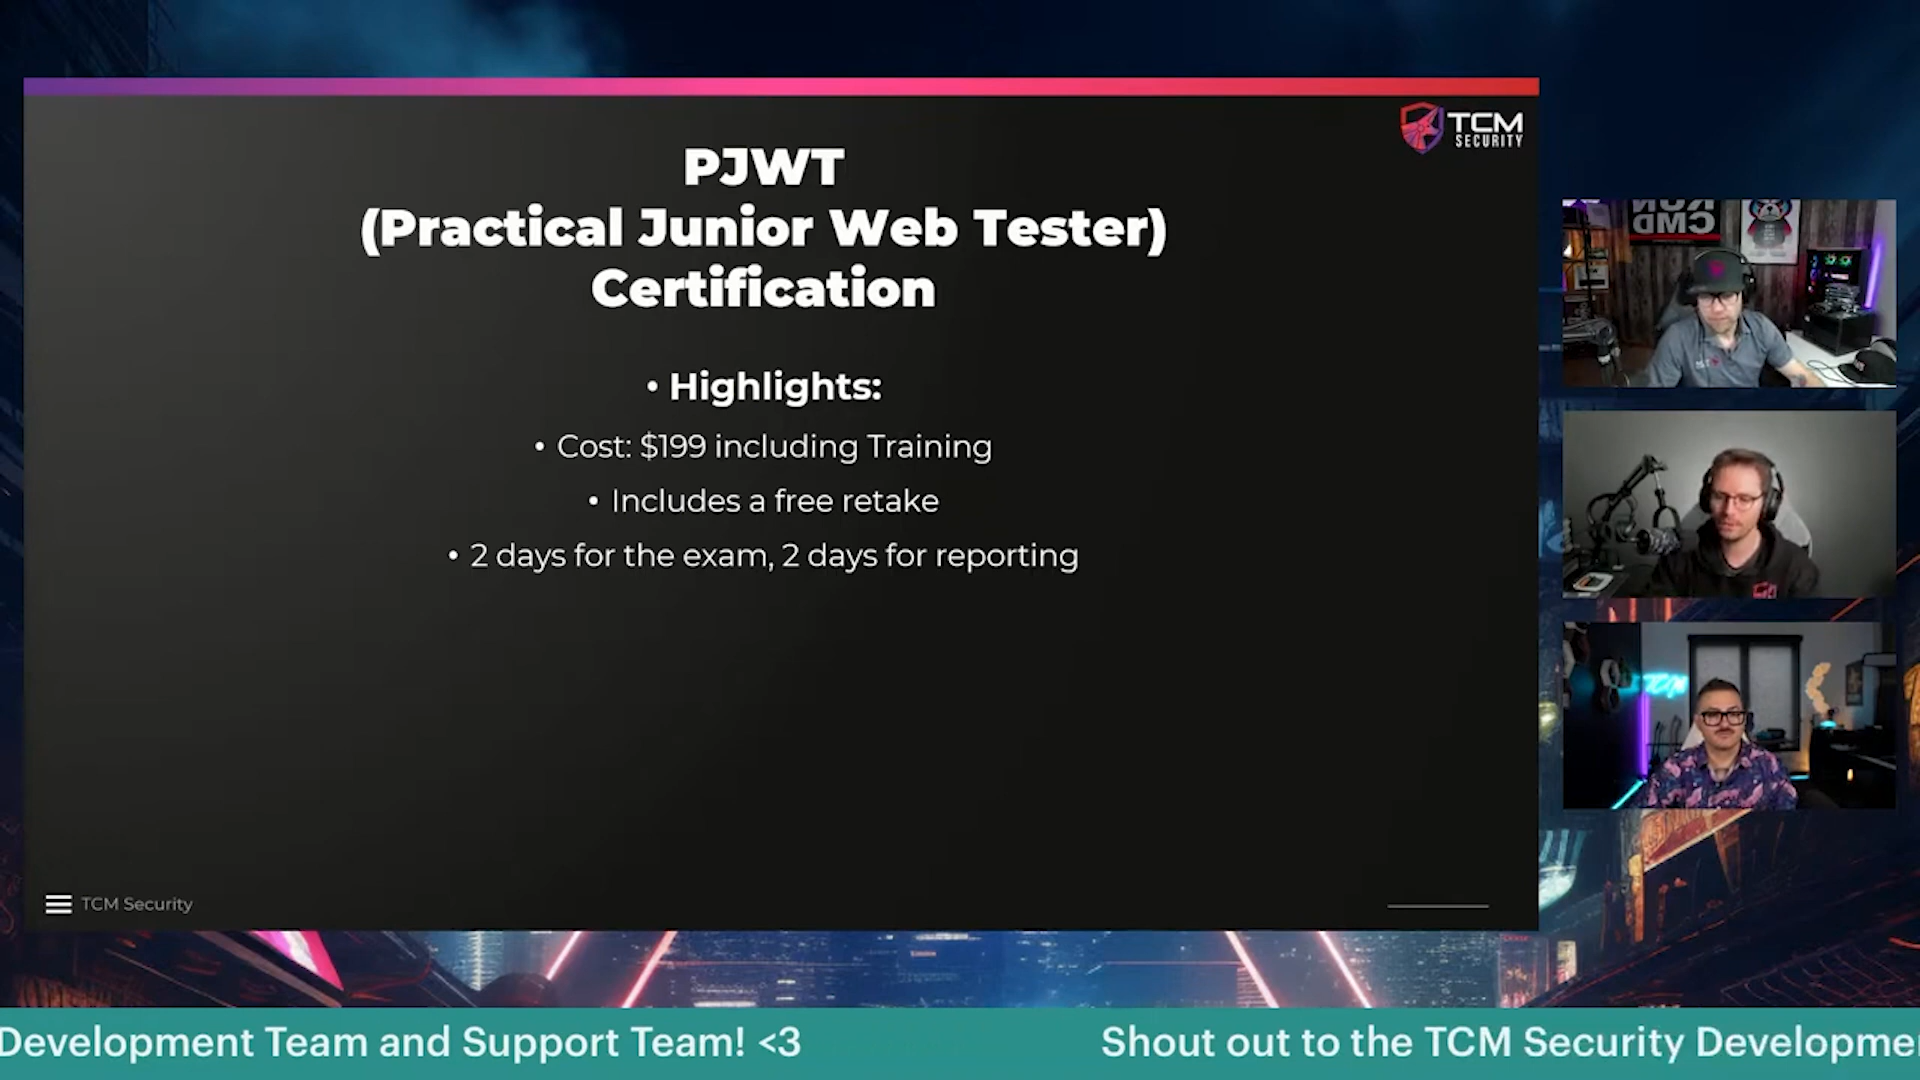 TCM
SECURITY
PJWT
(Practical Junior Web Tester)
Certification
• Highlights:
• Cost: $199 including Training
• Includes a free retake
• 2 days for the exam, 2 days for reporting
TCM Security
CMD
TCM
Development Team and Support Team! <3
Shout out to the TCM Security Developme